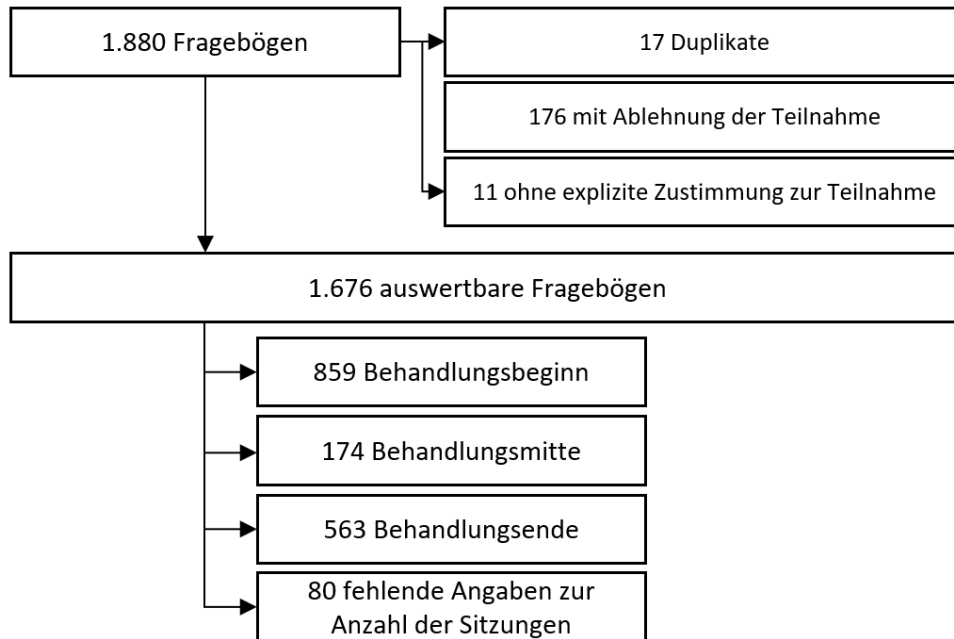 1.880 Fragebögen
17 Duplikate
176 mit Ablehnung der Teilnahme
11 ohne explizite Zustimmung zur Teilnahme
1.676 auswertbare Fragebögen
859 Behandlungsbeginn
174 Behandlungsmitte
563 Behandlungsende
80 fehlende Angaben zur
Anzahl der Sitzungen